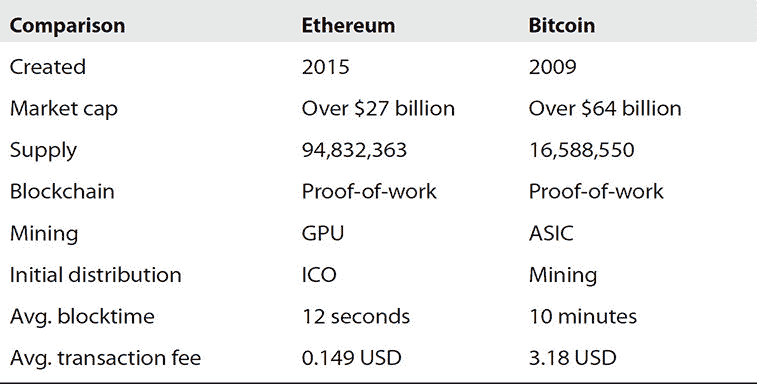 Comparison Ethereum Bitcoin
Created 2015 2009
Market cap Over $27 billion Over $64 billion
Supply 94,832,363 16,588,550
Blockchain Proof-of-work Proof-of-work
Mining GPU ASIC
Initial distribution ICO Mining
Avg. blocktime 12 seconds 10 minutes
Avg. transaction fee 0.149 USD 3.18 USD